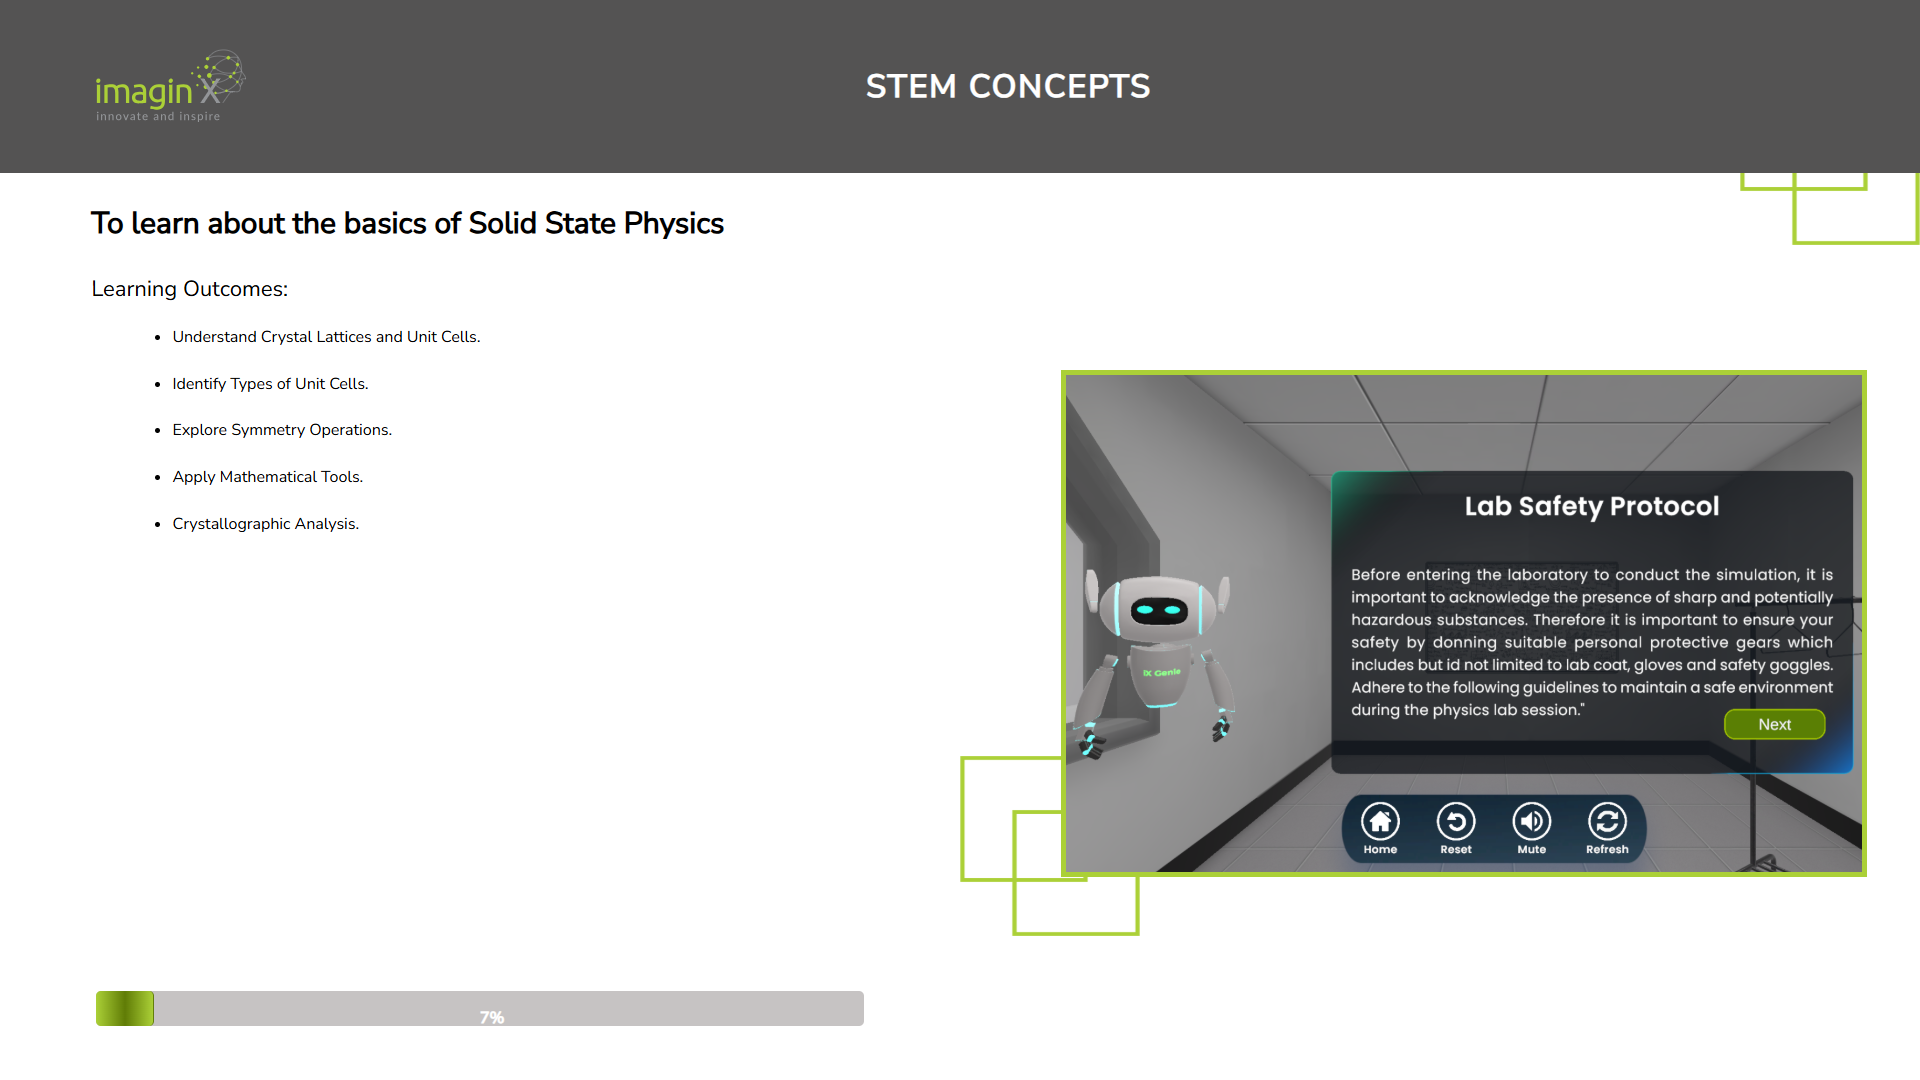 imagin X
innovate and inspire
STEM CONCEPTS
To learn about the basics of Solid State Physics
Learning Outcomes:
• Understand Crystal Lattices and Unit Cells.
• Identify Types of Unit Cells.
• Explore Symmetry Operations.
• Apply Mathematical Tools.
• Crystallographic Analysis.
Lab Safety Protocol
Before entering the laboratory to conduct the simulation, it is
important to acknowledge the presence of sharp and potentially
hazardous substances. Therefore it is important to ensure your
safety by donning suitable personal protective gears which
includes but id not limited to lab coat, gloves and safety goggles.
Adhere to the following guidelines to maintain a safe environment
during the physics lab session."
Next
iX Genie
Home Reset Mute Refresh
7%